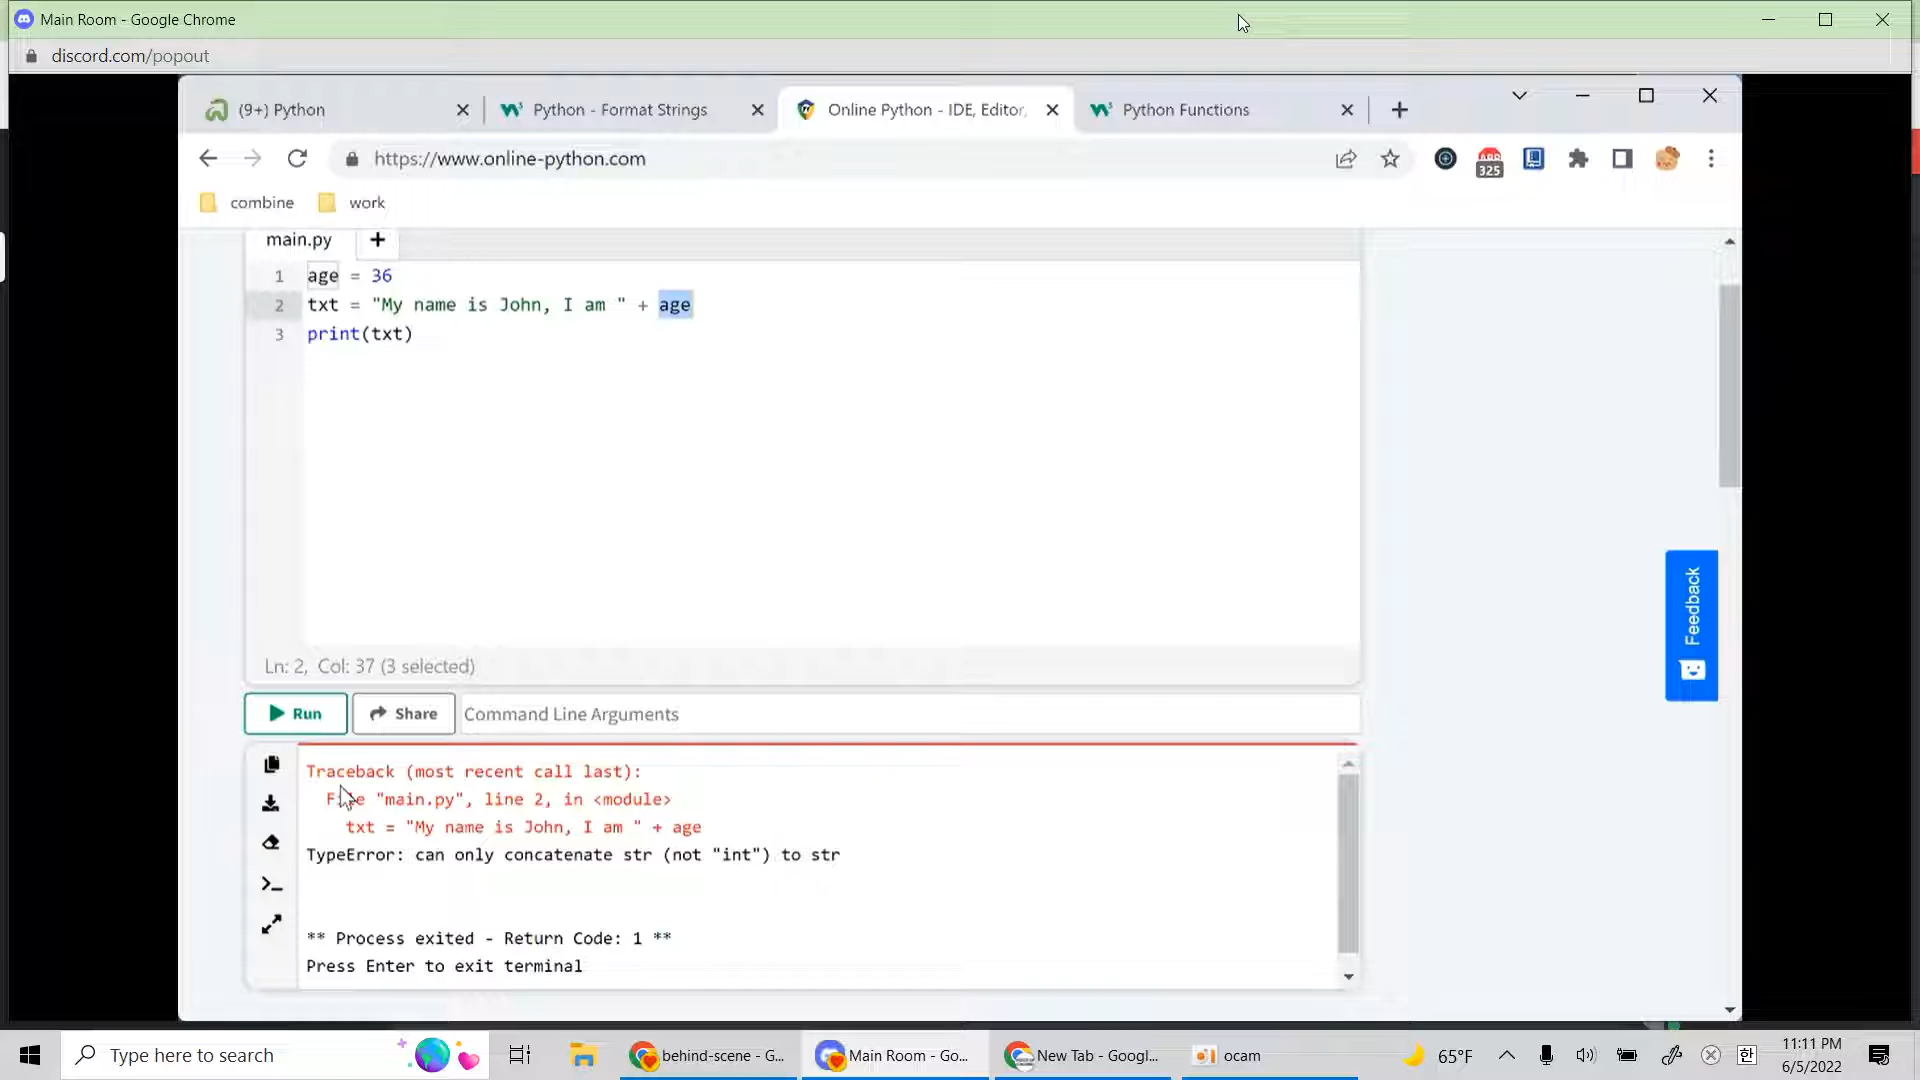 Main Room - Google Chrome
discord.com/popout
(9+) Python
Python - Format Strings
Online Python - IDE, Editor,
Python Functions
https://www.online-python.com
325
combine
work
main.py
1 age = 36
2 txt = "My name is John, I am " + age
3 print(txt)
Ln: 2, Col: 37 (3 selected)
Run
Share
Command Line Arguments
Feedback
Traceback (most recent call last):
File "main.py", line 2, in <module>
txt = "My name is John, I am " + age
TypeError: can only concatenate str (not "int") to str
** Process exited - Return Code: 1 **
Press Enter to exit terminal
Type here to search
behind-scene - G...
Main Room - Go...
New Tab - Googl...
ocam
65°F
한
11:11 PM
6/5/2022